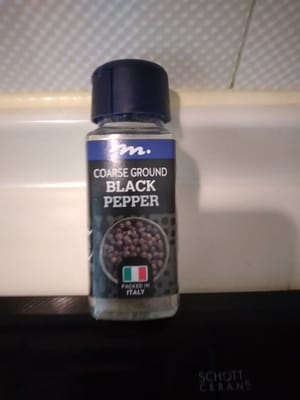 m.
COARSE GROUND
BLACK
PEPPER
PACKED IN
ITALY
SCHOTT
CERAN®